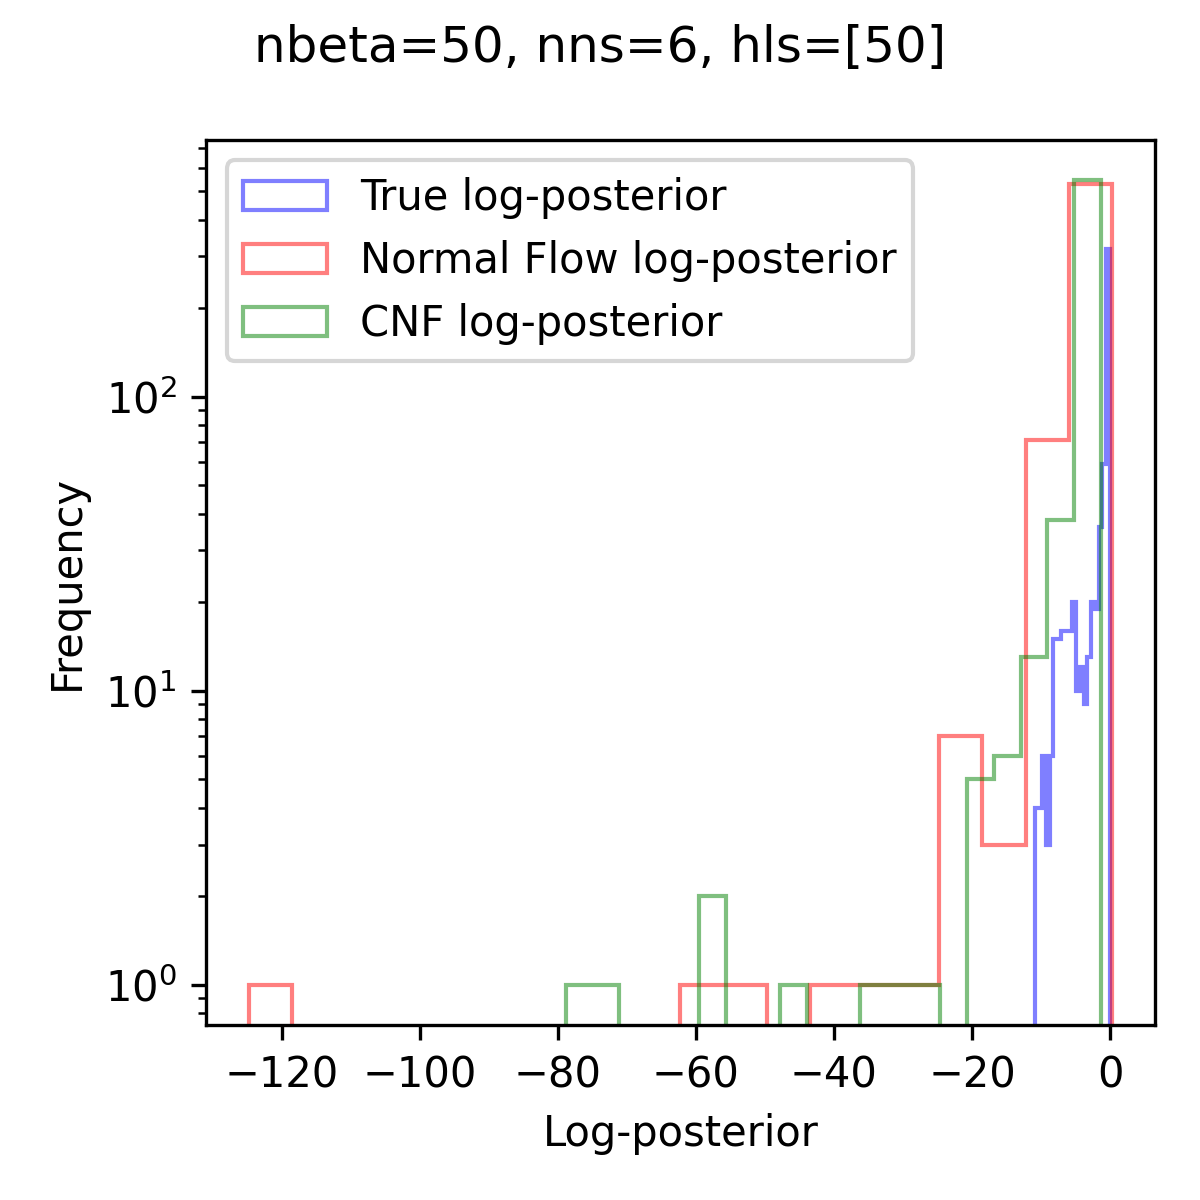 nbeta=50, nns=6, hls=[50]
True log-posterior
Normal Flow log-posterior
CNF log-posterior
10²
10¹
10⁰
Frequency
−120 −100 −80 −60 −40 −20 0
Log-posterior